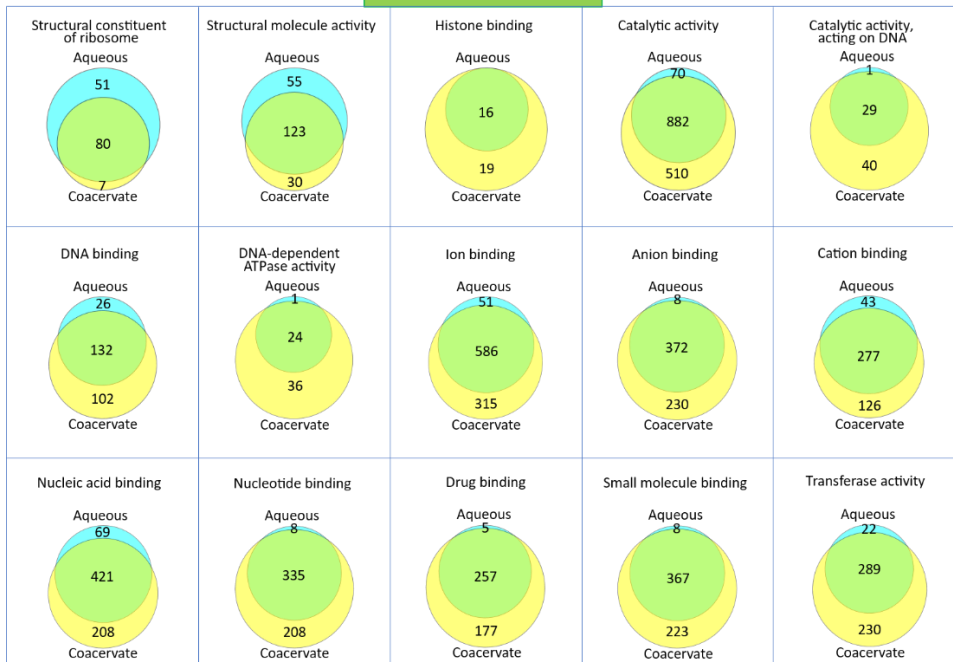 Structural constituent
of ribosome
Aqueous
51
80
7
Coacervate
Structural molecule activity
Aqueous
55
123
30
Coacervate
Histone binding
Aqueous
16
19
Coacervate
Catalytic activity
Aqueous
70
882
510
Coacervate
Catalytic activity,
acting on DNA
Aqueous
1
29
40
Coacervate
DNA binding
Aqueous
26
132
102
Coacervate
DNA-dependent
ATPase activity
Aqueous
1
24
36
Coacervate
Ion binding
Aqueous
51
586
315
Coacervate
Anion binding
Aqueous
8
372
230
Coacervate
Cation binding
Aqueous
43
277
126
Coacervate
Nucleic acid binding
Aqueous
69
421
208
Coacervate
Nucleotide binding
Aqueous
8
335
208
Coacervate
Drug binding
Aqueous
5
257
177
Coacervate
Small molecule binding
Aqueous
8
367
223
Coacervate
Transferase activity
Aqueous
22
289
230
Coacervate